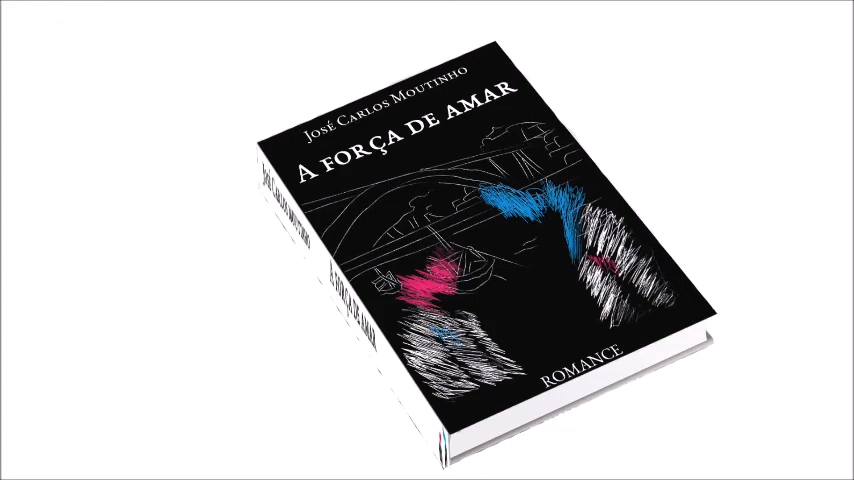 JOSÉ CARLOS MOUTINHO
A FORÇA DE AMAR
ROMANCE
JOSÉ CARLOS MOUTINHO
A FORÇA DE AMAR